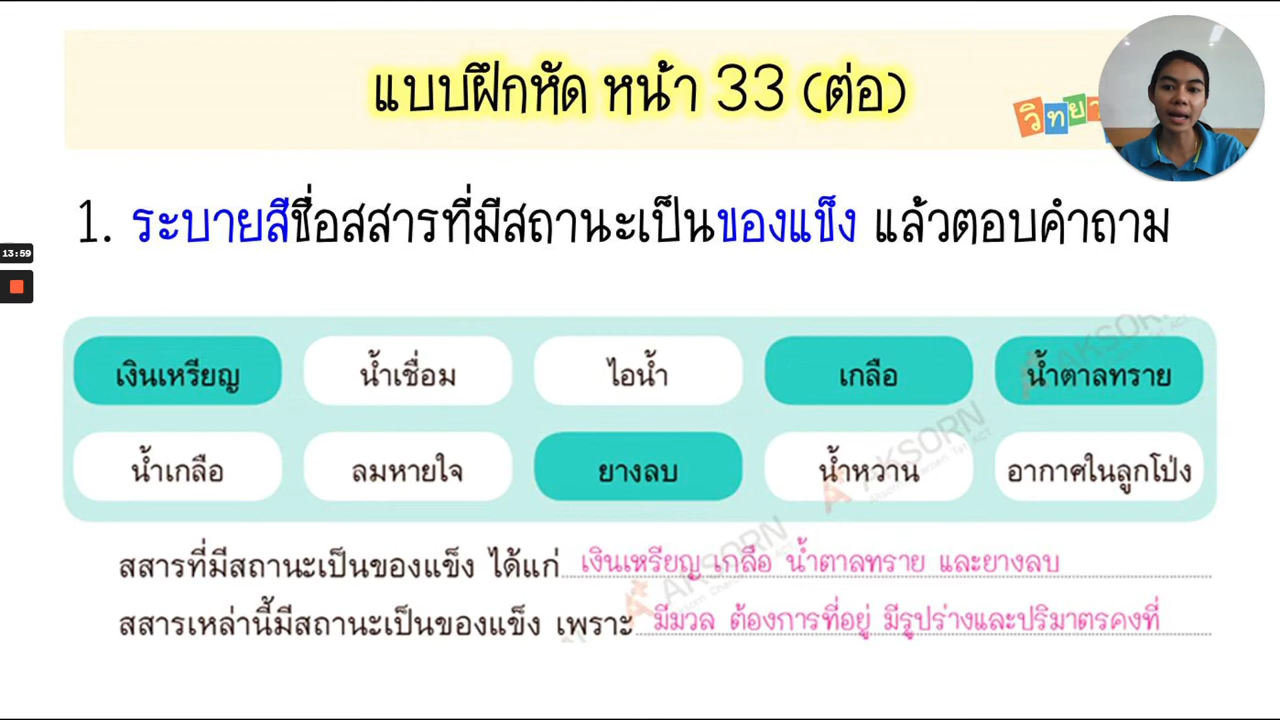 แบบฝึกหัด หน้า 33 (ต่อ)
วิทยา
1. ระบายสีชื่อสสารที่มีสถานะเป็นของแข็ง แล้วตอบคำถาม
13:59
เงินเหรียญ น้ำเชื่อม ไอน้ำ เกลือ น้ำตาลทราย
น้ำเกลือ ลมหายใจ ยางลบ น้ำหวาน อากาศในลูกโป่ง
สสารที่มีสถานะเป็นของแข็ง ได้แก่ เงินเหรียญ เกลือ น้ำตาลทราย และยางลบ
สสารเหล่านี้มีสถานะเป็นของแข็ง เพราะ มีมวล ต้องการที่อยู่ มีรูปร่างและปริมาตรคงที่
AKSORN
AKSORN
AKSORN